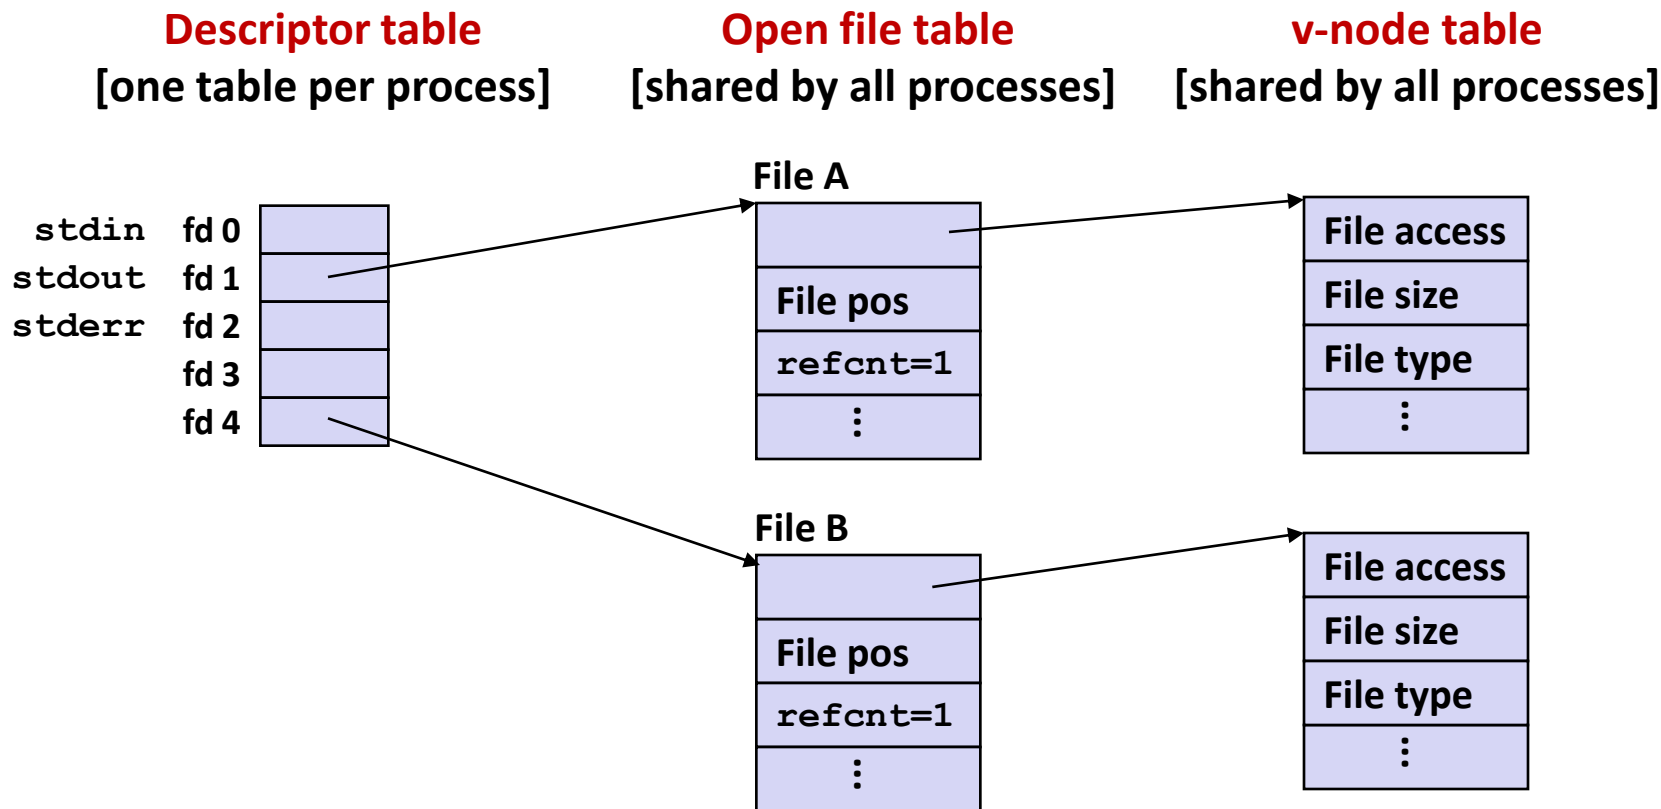 Descriptor table
[one table per process]
Open file table
[shared by all processes]
v-node table
[shared by all processes]
stdin fd 0
stdout fd 1
stderr fd 2
fd 3
fd 4
File A
File pos
refcnt=1
⋮
File access
File size
File type
⋮
File B
File pos
refcnt=1
⋮
File access
File size
File type
⋮